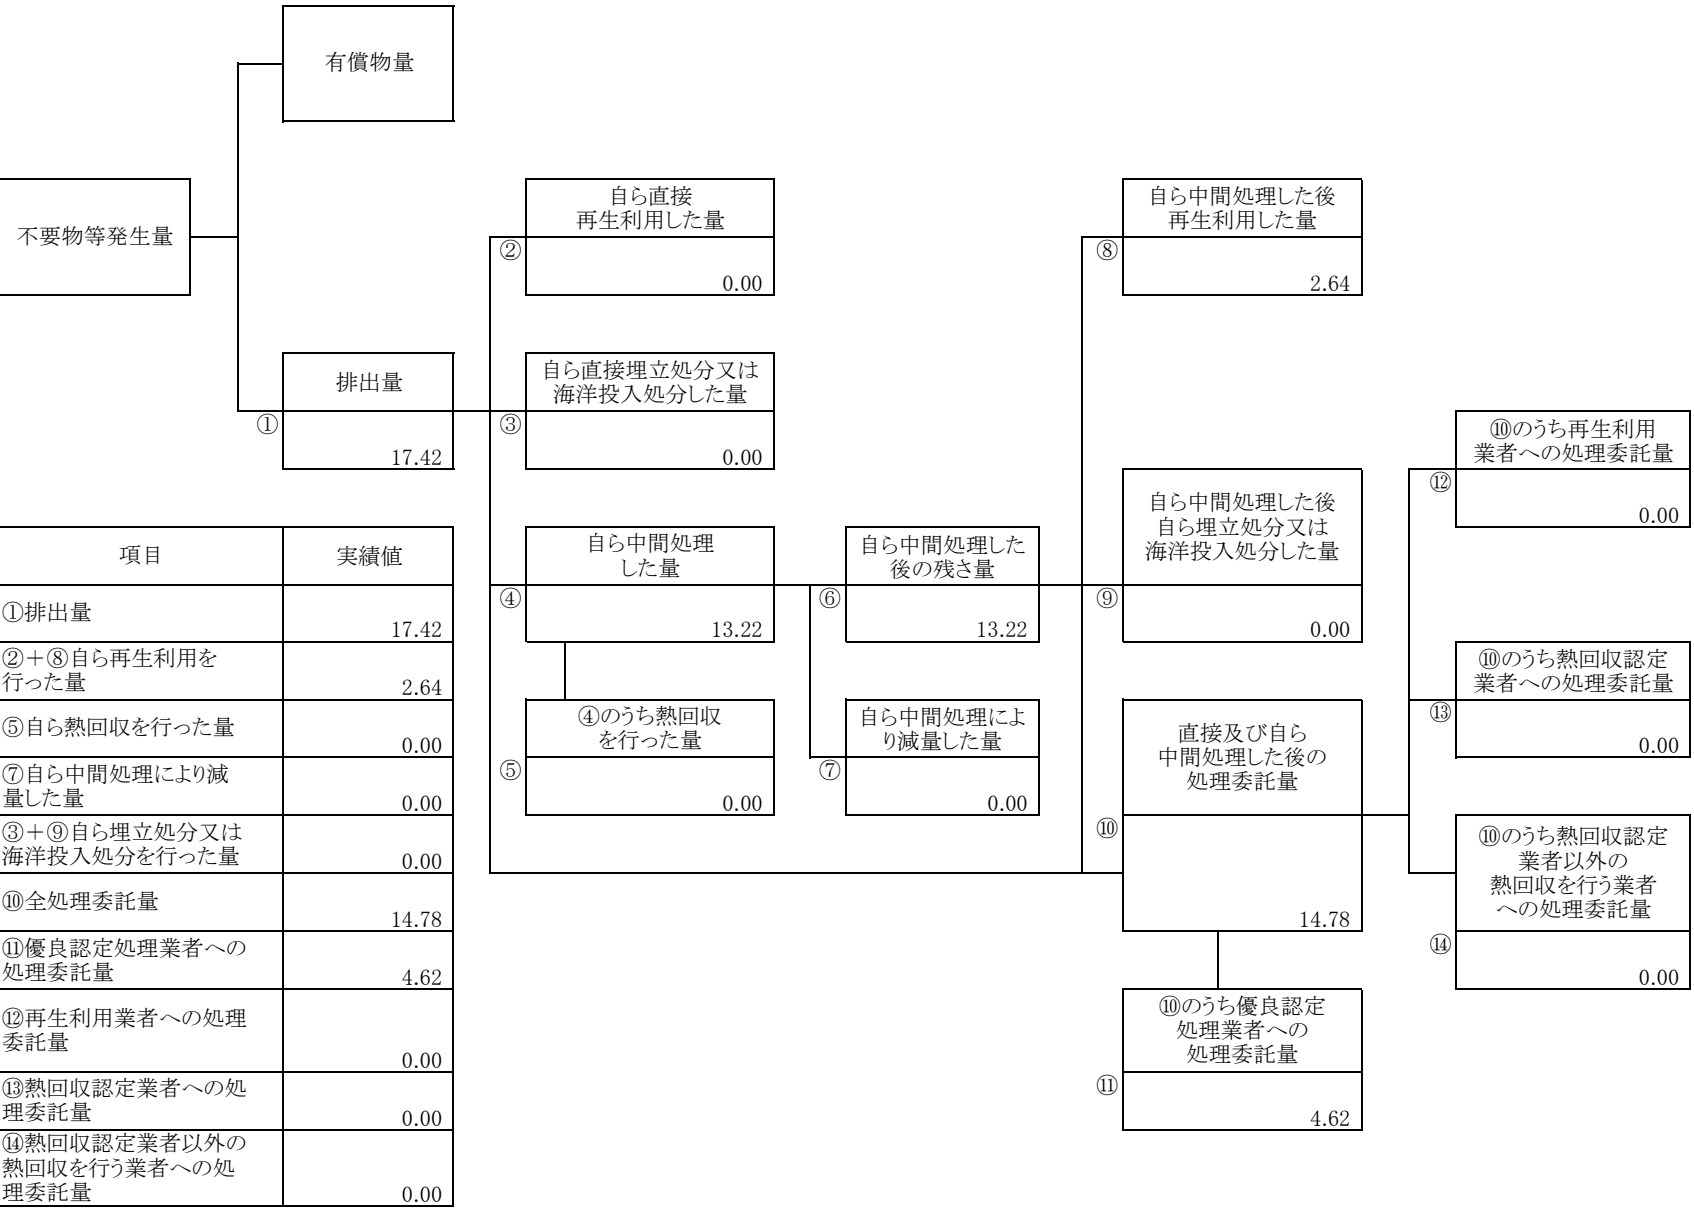 有償物量
不要物等発生量
自ら直接
再生利用した量
②
0.00
自ら中間処理した後
再生利用した量
⑧
2.64
排出量
①
17.42
自ら直接埋立処分又は
海洋投入処分した量
③
0.00
⑩のうち再生利用
業者への処理委託量
⑫
0.00
自ら中間処理した後
自ら埋立処分又は
海洋投入処分した量
⑨
0.00
自ら中間処理
した量
④
13.22
自ら中間処理した
後の残さ量
⑥
13.22
⑩のうち熱回収認定
業者への処理委託量
⑬
0.00
④のうち熱回収
を行った量
⑤
0.00
自ら中間処理によ
り減量した量
⑦
0.00
直接及び自ら
中間処理した後の
処理委託量
⑩
14.78
⑩のうち熱回収認定
業者以外の
熱回収を行う業者
への処理委託量
⑭
0.00
⑩のうち優良認定
処理業者への
処理委託量
⑪
4.62
項目 実績値
①排出量
17.42
②＋⑧自ら再生利用を
行った量 2.64
⑤自ら熱回収を行った量
0.00
⑦自ら中間処理により減
量した量 0.00
③＋⑨自ら埋立処分又は
海洋投入処分を行った量 0.00
⑩全処理委託量
14.78
⑪優良認定処理業者への
処理委託量 4.62
⑫再生利用業者への処理
委託量
0.00
⑬熱回収認定業者への処
理委託量 0.00
⑭熱回収認定業者以外の
熱回収を行う業者への処
理委託量 0.00